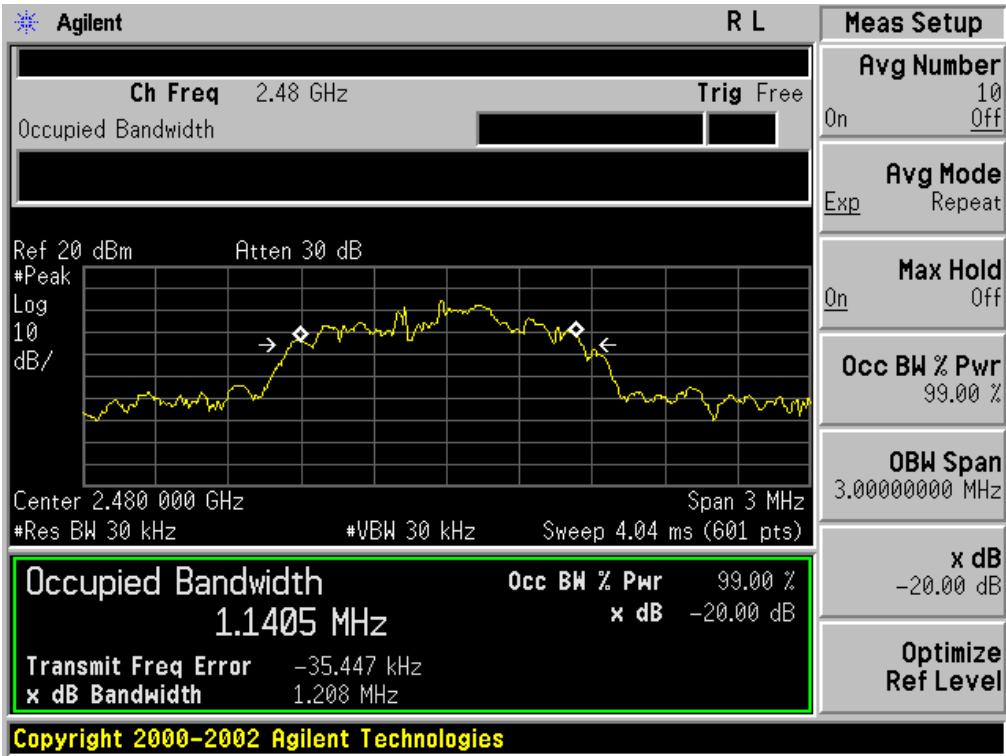 Agilent R L
Ch Freq 2.48 GHz Trig Free
Occupied Bandwidth
Ref 20 dBm Atten 30 dB
#Peak
Log
10
dB/
Center 2.480 000 GHz Span 3 MHz
#Res BW 30 kHz #VBW 30 kHz Sweep 4.04 ms (601 pts)
Occupied Bandwidth Occ BW % Pwr 99.00 %
1.1405 MHz x dB -20.00 dB
Transmit Freq Error -35.447 kHz
x dB Bandwidth 1.208 MHz
Copyright 2000-2002 Agilent Technologies
Meas Setup
Avg Number
10
On Off
Avg Mode
Exp Repeat
Max Hold
On Off
Occ BW % Pwr
99.00 %
OBW Span
3.00000000 MHz
x dB
-20.00 dB
Optimize
Ref Level